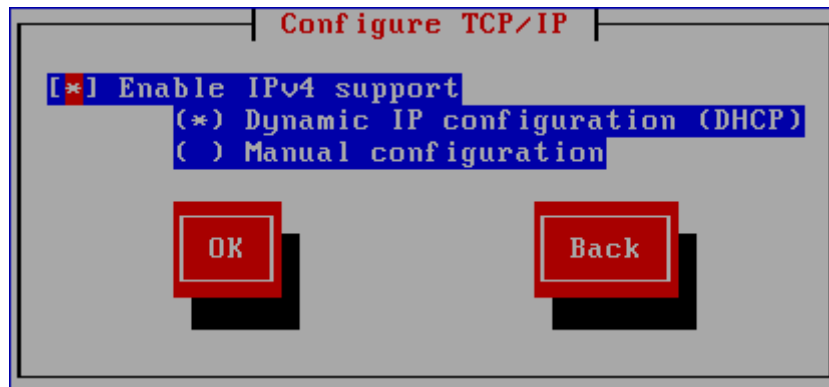 Configure TCP/IP
[*] Enable IPv4 support
(*) Dynamic IP configuration (DHCP)
( ) Manual configuration
OK
Back